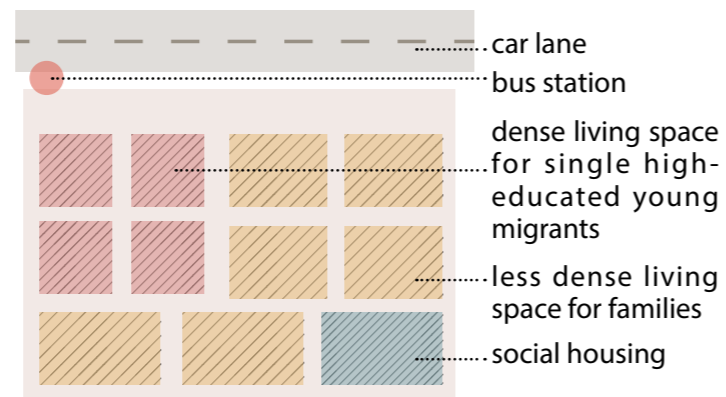 car lane
bus station
dense living space
for single high-
educated young
migrants
less dense living
space for families
social housing